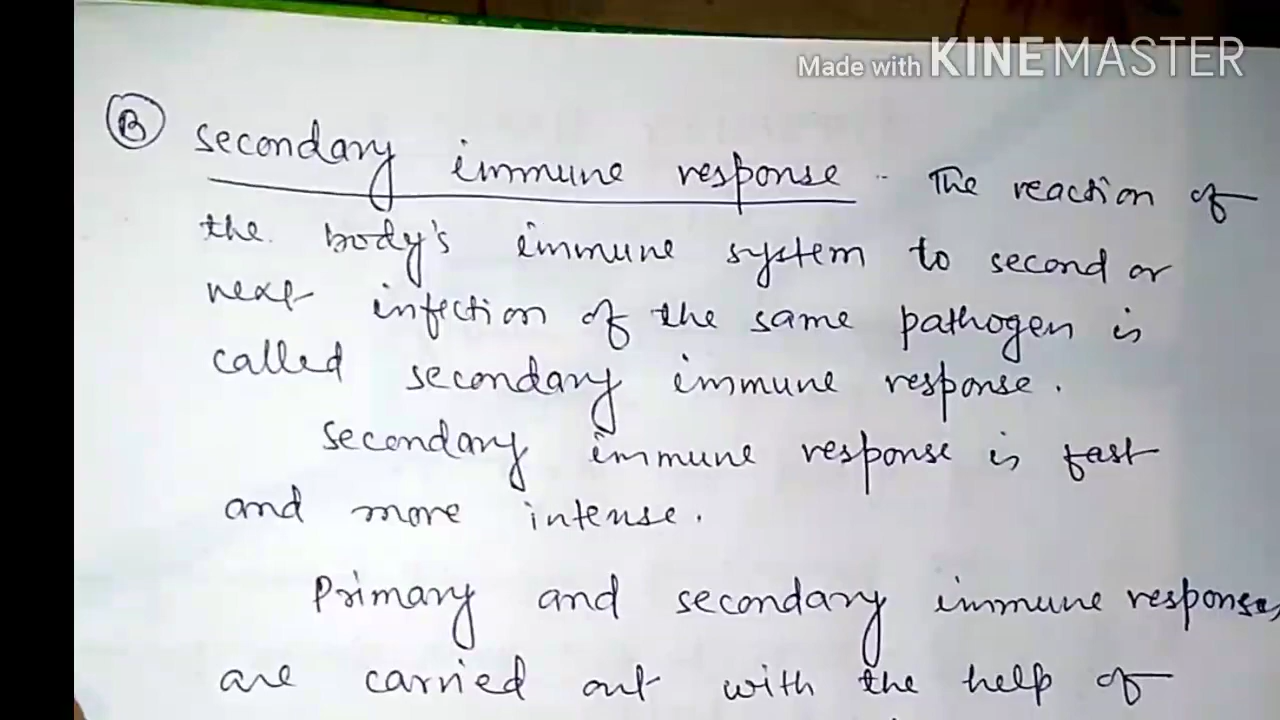 Made with KINEMASTER
B secondary immune response - The reaction of
the body's immune system to second or
next infection of the same pathogen is
called secondary immune response.
Secondary immune response is fast
and more intense.
Primary and secondary immune responses
are carried out with the help of